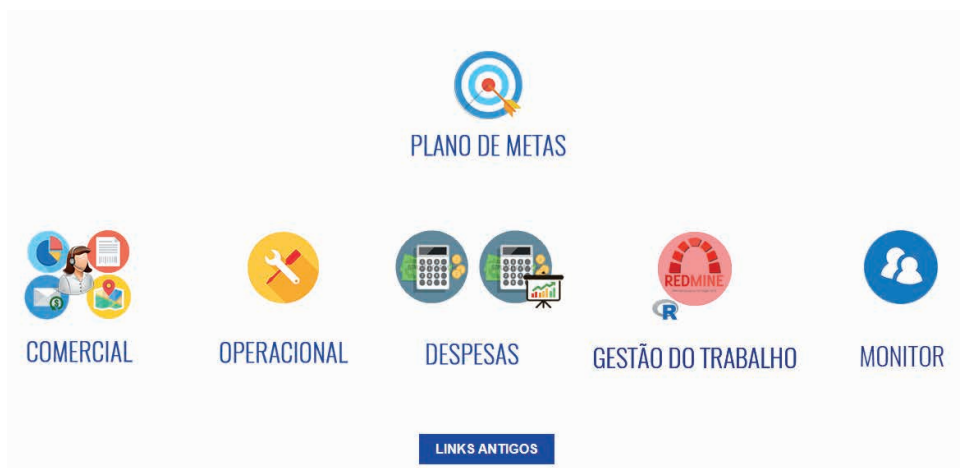 PLANO DE METAS
REDMINE
R
COMERCIAL
OPERACIONAL
DESPESAS
GESTÃO DO TRABALHO
MONITOR
LINKS ANTIGOS